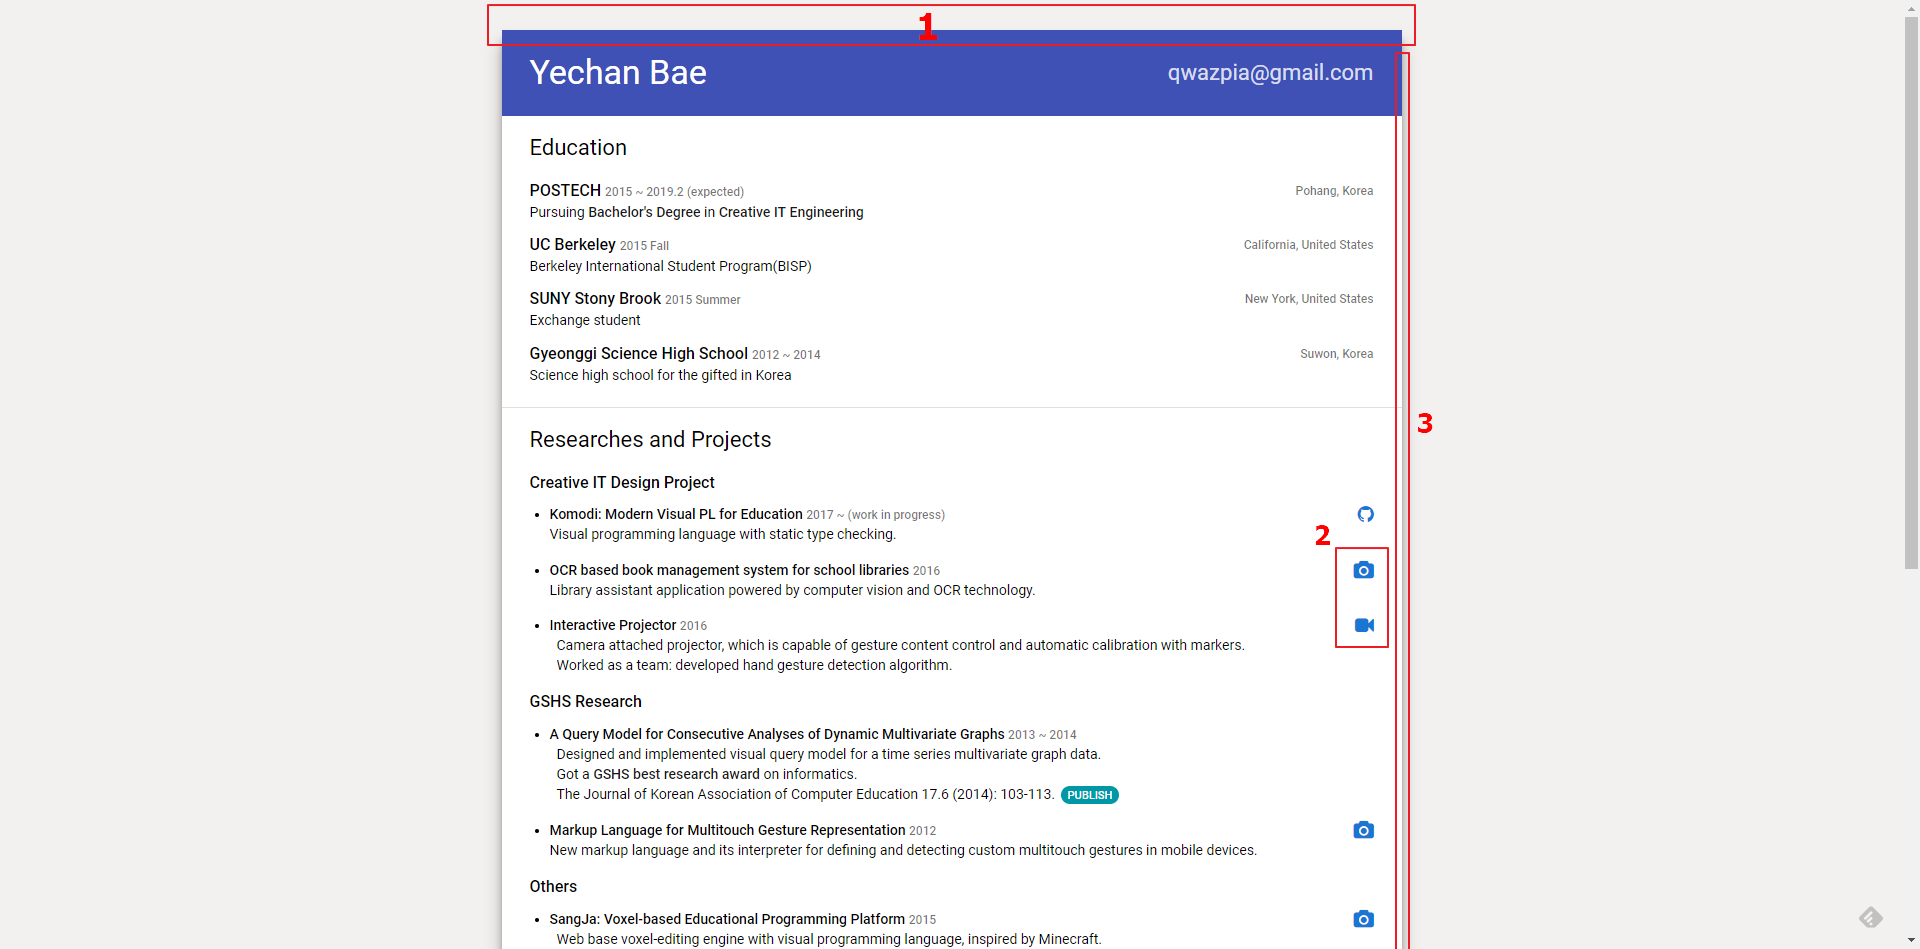 1
Yechan Bae
qwazpia@gmail.com
Education
POSTECH 2015 ~ 2019.2 (expected)
Pohang, Korea
Pursuing Bachelor's Degree in Creative IT Engineering
UC Berkeley 2015 Fall
California, United States
Berkeley International Student Program(BISP)
SUNY Stony Brook 2015 Summer
New York, United States
Exchange student
Gyeonggi Science High School 2012 ~ 2014
Suwon, Korea
Science high school for the gifted in Korea
3
Researches and Projects
Creative IT Design Project
• Komodi: Modern Visual PL for Education 2017 ~ (work in progress)
Visual programming language with static type checking.
2
• OCR based book management system for school libraries 2016
Library assistant application powered by computer vision and OCR technology.
• Interactive Projector 2016
Camera attached projector, which is capable of gesture content control and automatic calibration with markers.
Worked as a team: developed hand gesture detection algorithm.
GSHS Research
• A Query Model for Consecutive Analyses of Dynamic Multivariate Graphs 2013 ~ 2014
Designed and implemented visual query model for a time series multivariate graph data.
Got a GSHS best research award on informatics.
The Journal of Korean Association of Computer Education 17.6 (2014): 103-113. PUBLISH
• Markup Language for Multitouch Gesture Representation 2012
New markup language and its interpreter for defining and detecting custom multitouch gestures in mobile devices.
Others
• SangJa: Voxel-based Educational Programming Platform 2015
Web base voxel-editing engine with visual programming language, inspired by Minecraft.